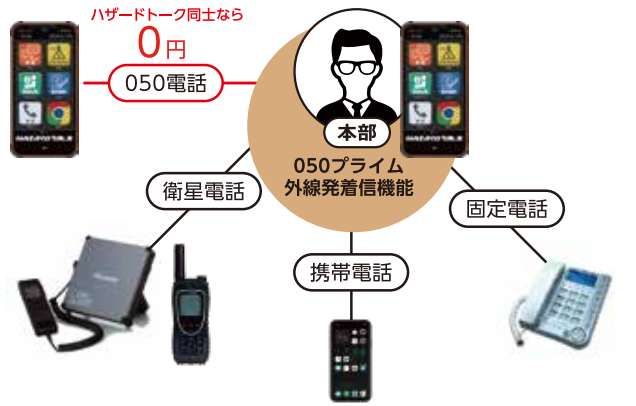 ハザードトーク同士なら
0円
050電話
本部
050プライム
外線発着信機能
衛星電話
固定電話
携帯電話